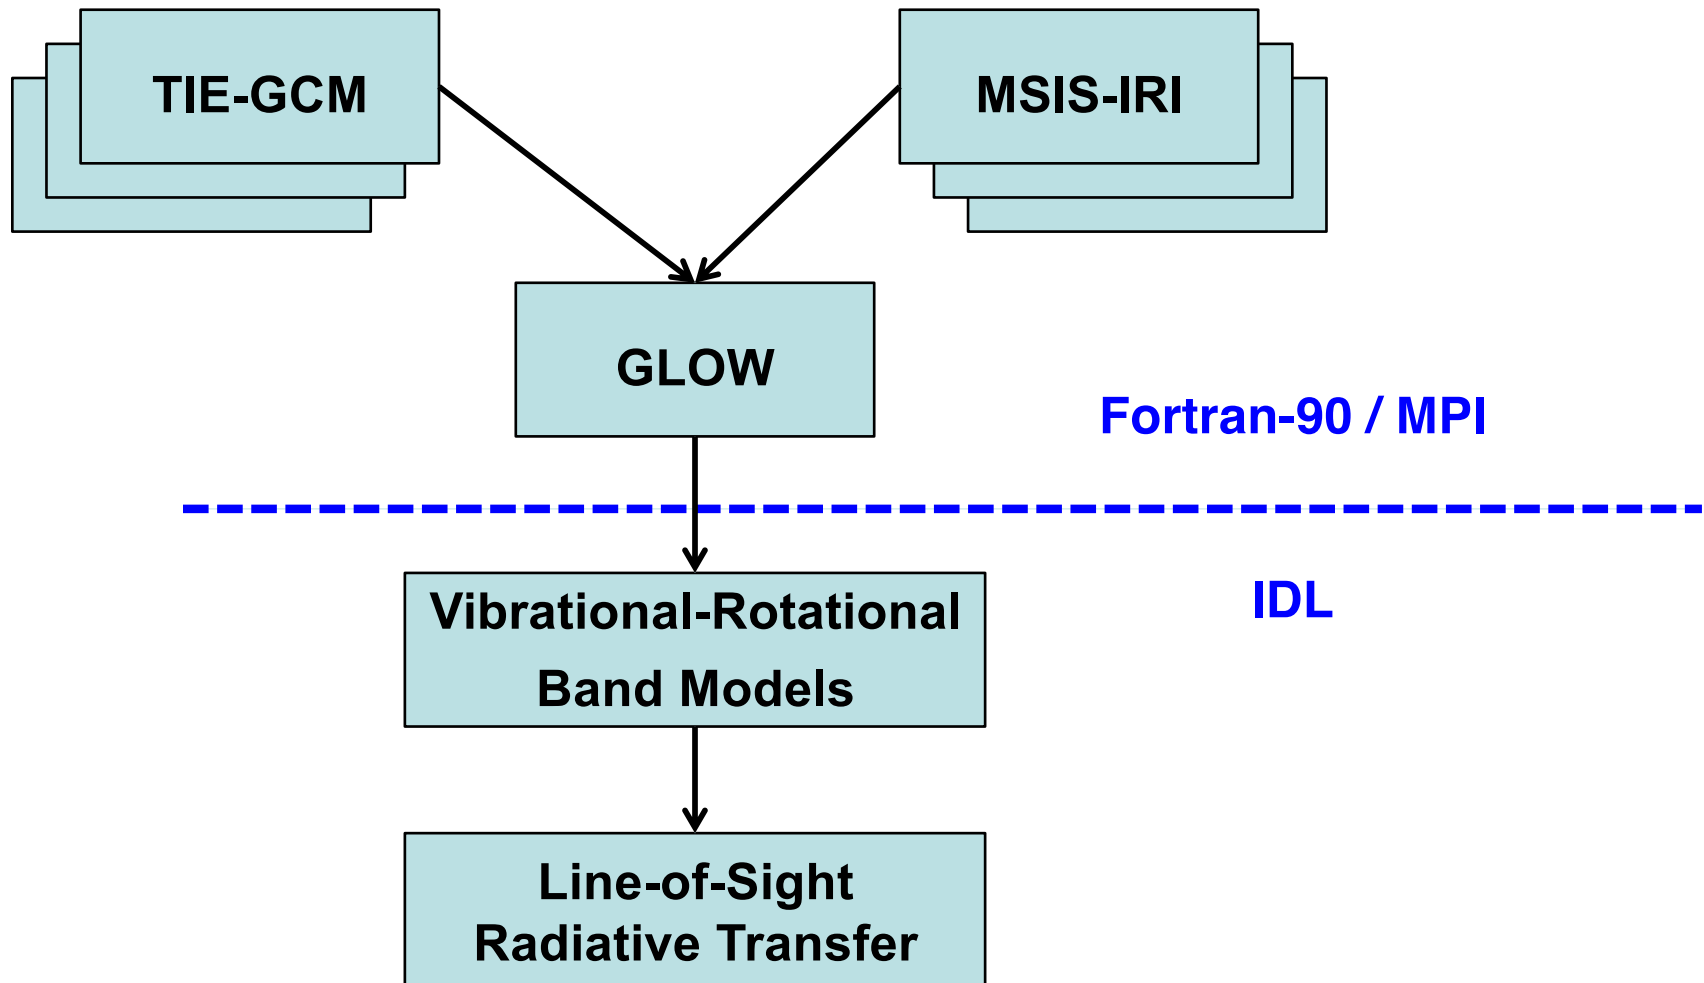 TIE-GCM
MSIS-IRI
GLOW
Fortran-90 / MPI
IDL
Vibrational-Rotational
Band Models
Line-of-Sight
Radiative Transfer